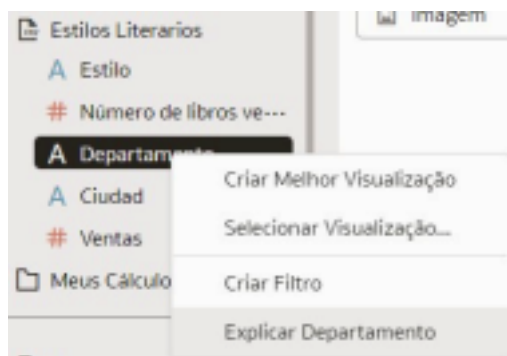 Estilos Literarios
Imagem
A Estilo
# Número de libros ve---
A Departamento
A Ciudad
# Ventas
Meus Cálculo
Criar Melhor Visualização
Selecionar Visualização...
Criar Filtro
Explicar Departamento